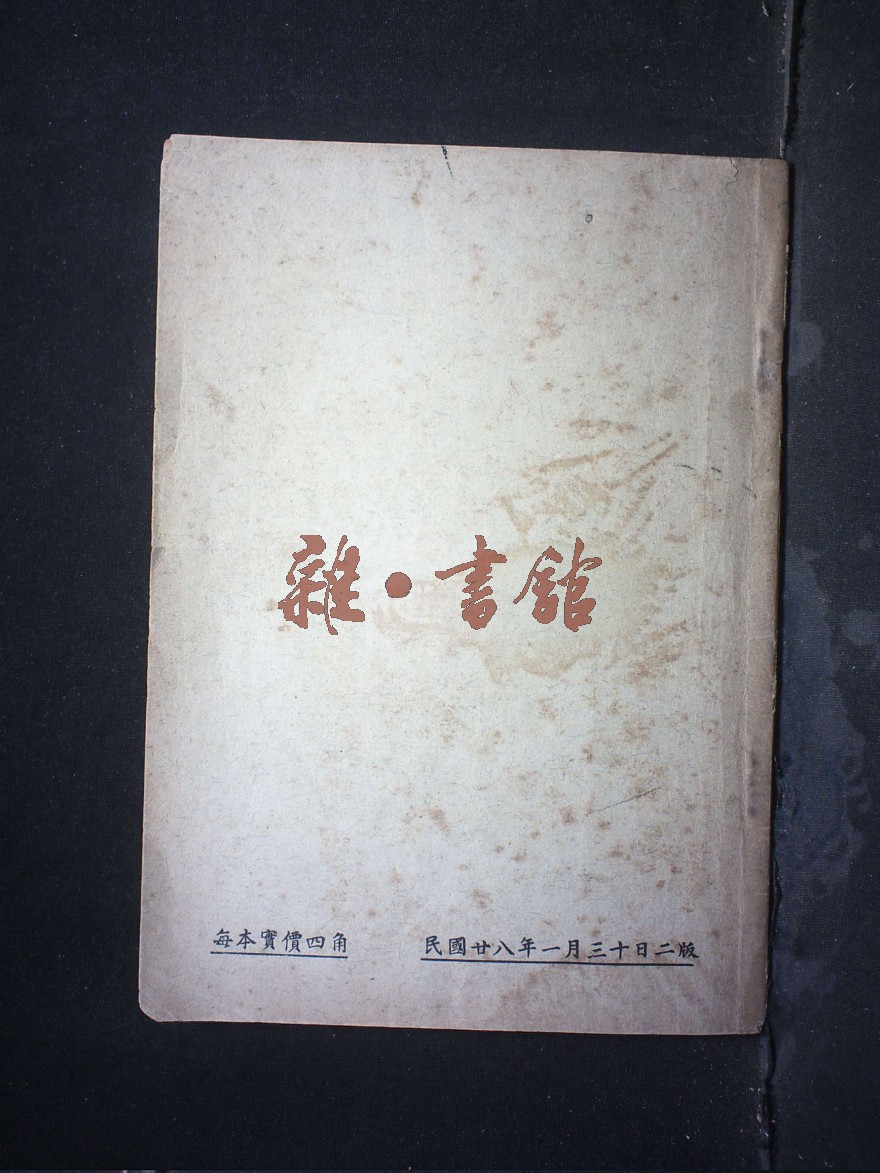 雜·書館
每本實價四角
民國廿八年一月三十日二版